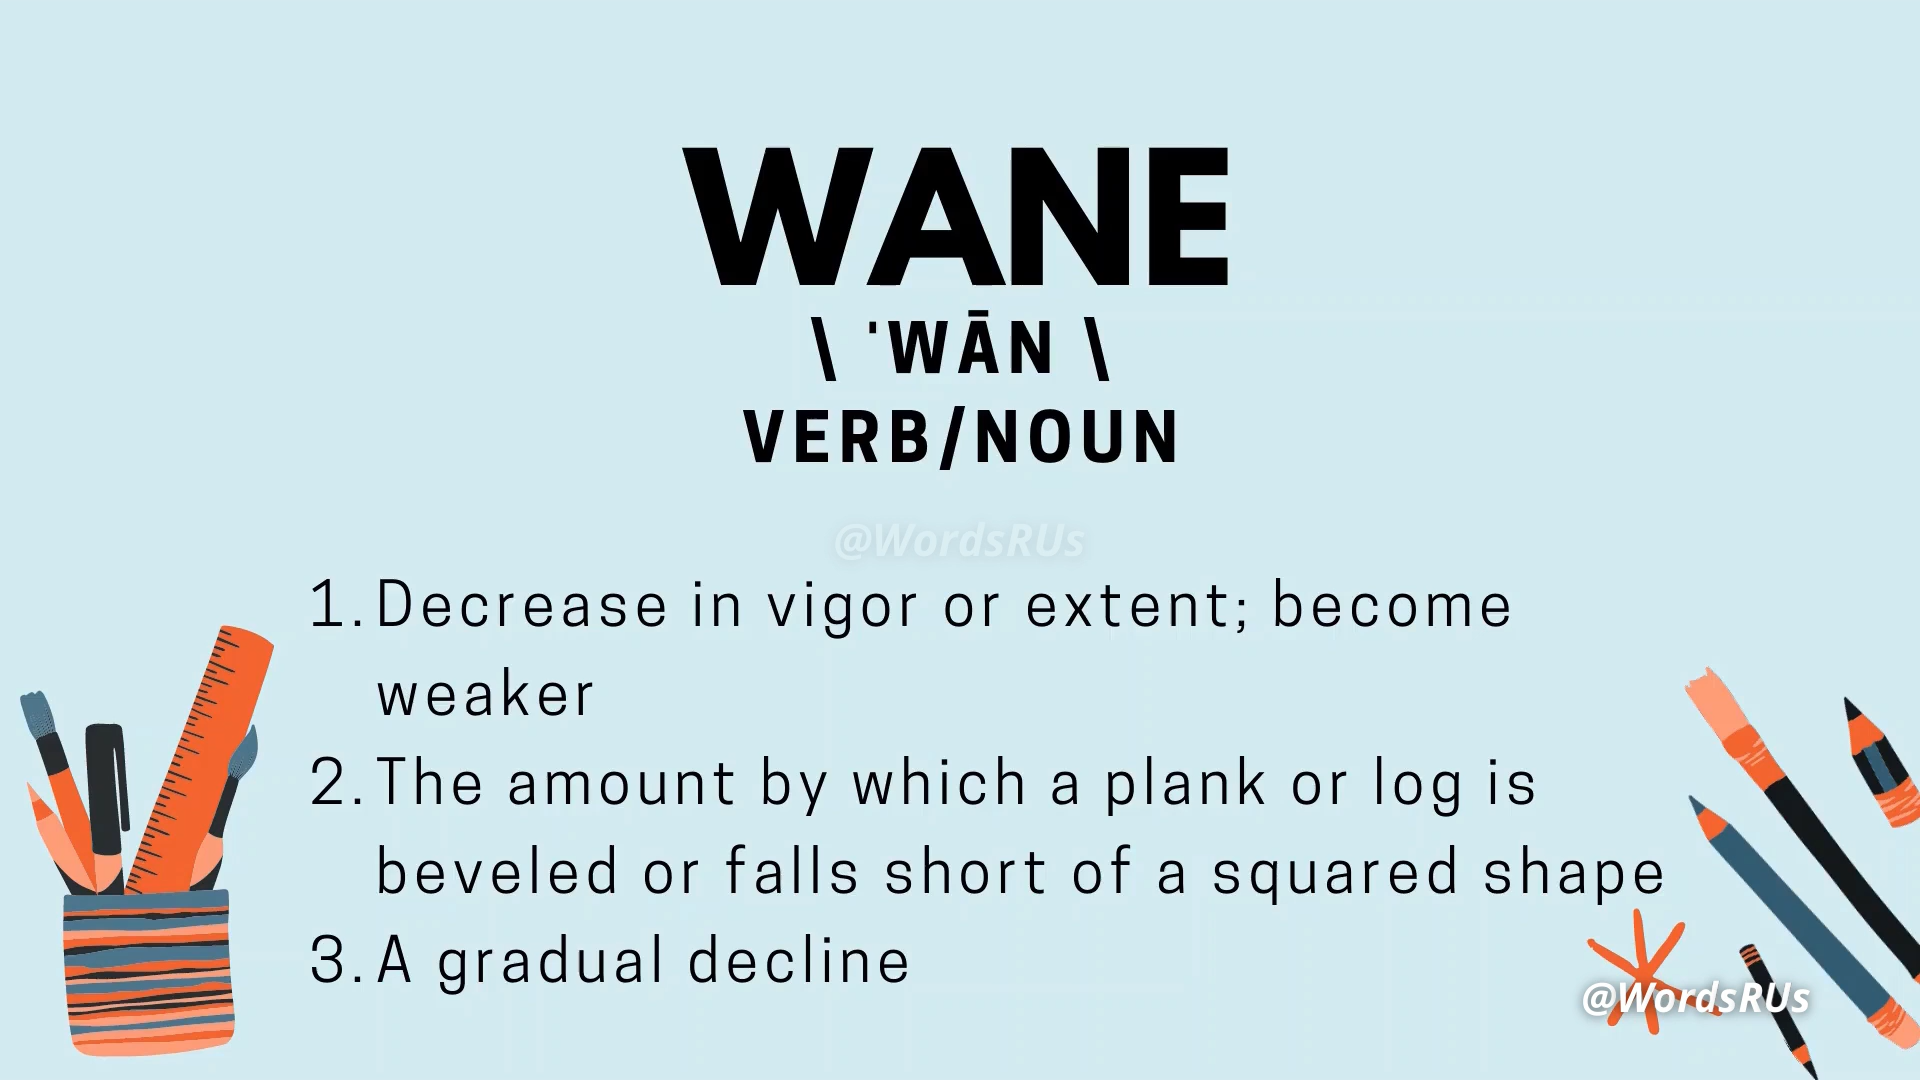 WANE
\ ˈWĀN \
VERB/NOUN
@WordsRUs
1. Decrease in vigor or extent; become
weaker
2. The amount by which a plank or log is
beveled or falls short of a squared shape
3. A gradual decline
@WordsRUs